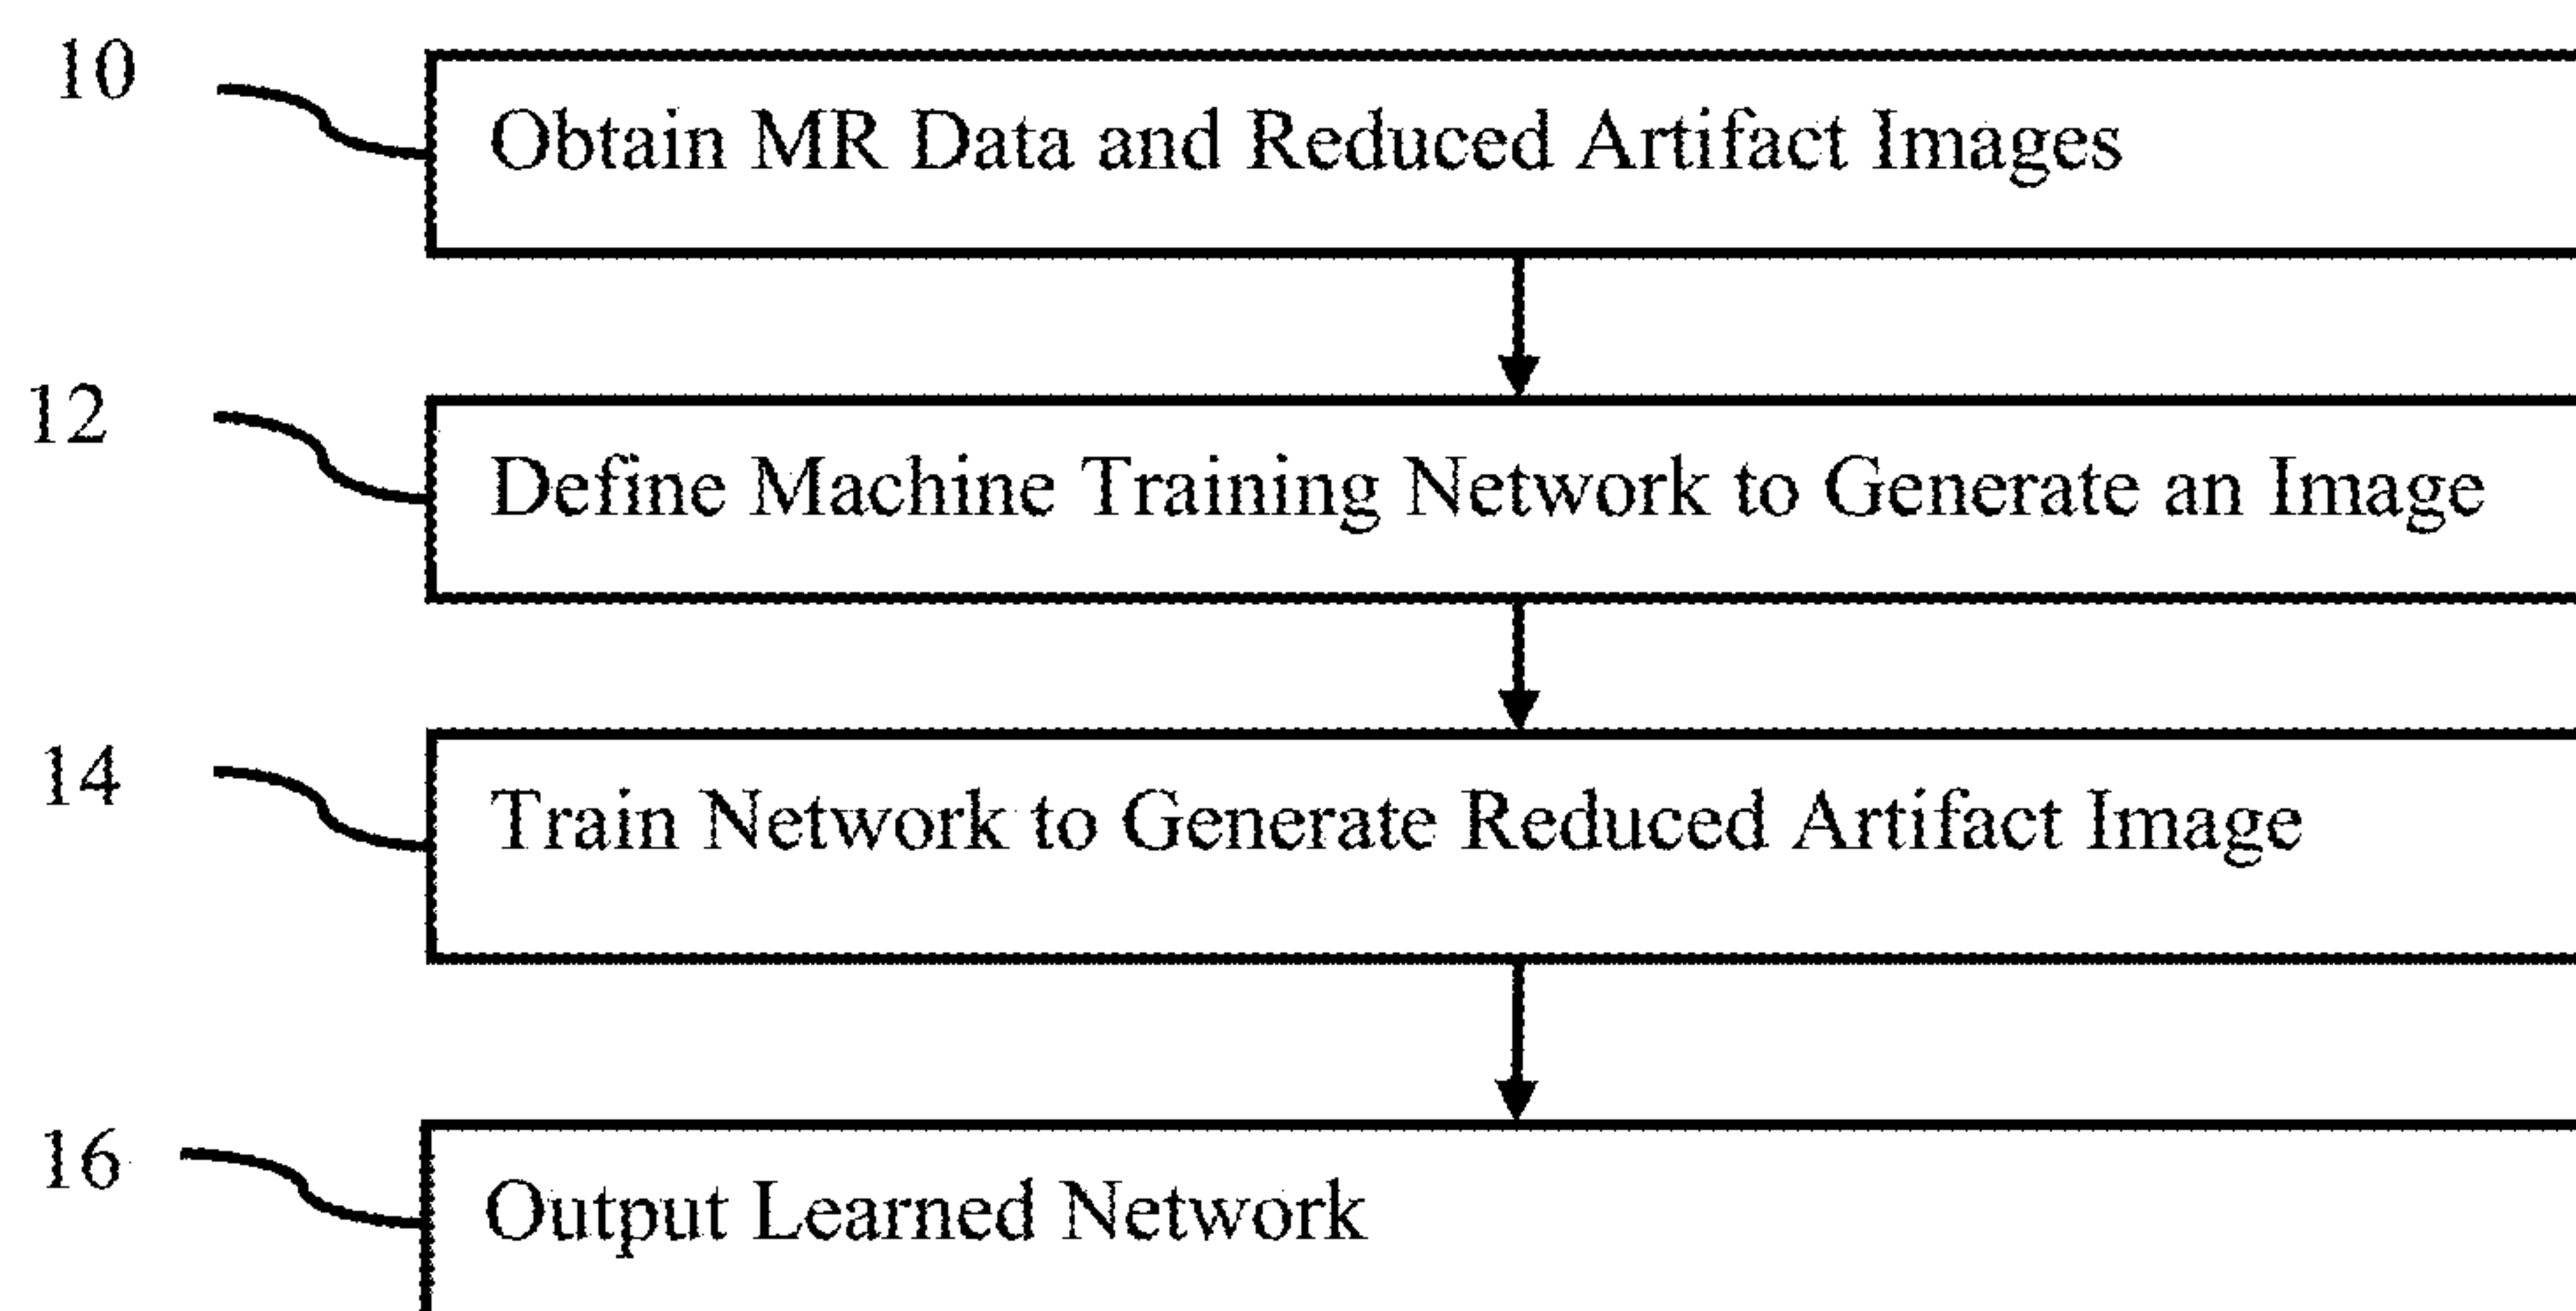 10
Obtain MR Data and Reduced Artifact Images
12
Define Machine Training Network to Generate an Image
14
Train Network to Generate Reduced Artifact Image
16
Output Learned Network